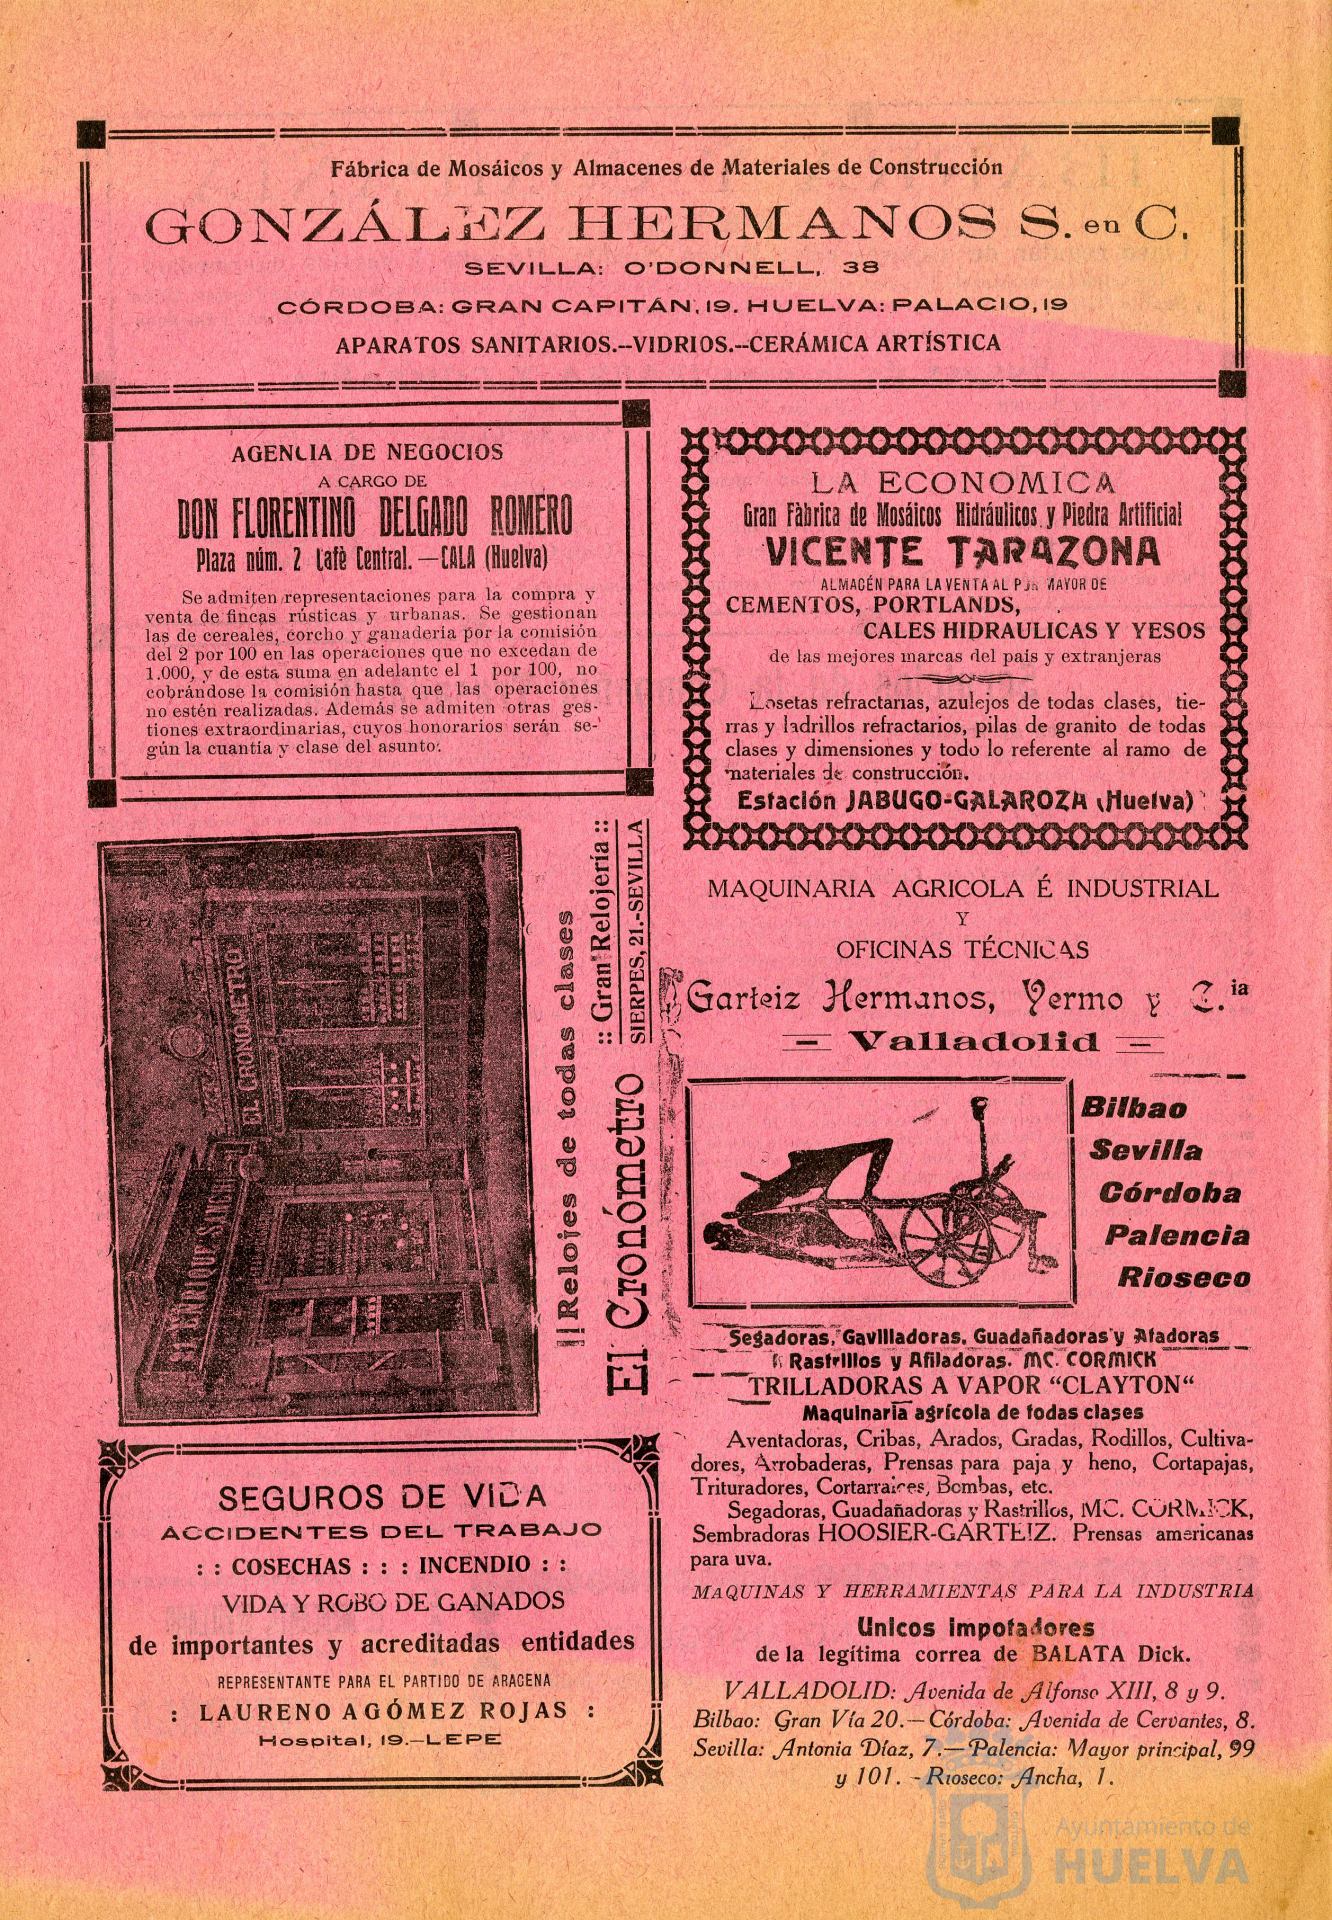 Fábrica de Mosáicos y Almacenes de Materiales de Construcción
GONZÁLEZ HERMANOS S. en C.
SEVILLA: O'DONNELL, 38
CÓRDOBA: GRAN CAPITÁN, 19. HUELVA: PALACIO, 19
APARATOS SANITARIOS.--VIDRIOS.--CERÁMICA ARTÍSTICA
AGENCIA DE NEGOCIOS
A CARGO DE
DON FLORENTINO DELGADO ROMERO
Plaza núm. 2 Cafè Central.—CALA (Huelva)
Se admiten representaciones para la compra y
venta de fincas rústicas y urbanas. Se gestionan
las de cereales, corcho y ganadería por la comisión
del 2 por 100 en las operaciones que no excedan de
1.000, y de esta suma en adelante el 1 por 100, no
cobrándose la comisión hasta que las operaciones
no estén realizadas. Además se admiten otras ges-
tiones extraordinarias, cuyos honorarios serán se-
gún la cuantía y clase del asunto.
LA ECONOMICA
Gran Fàbrica de Mosáicos Hidráulicos y Piedra Artificial
VICENTE TARAZONA
ALMACÉN PARA LA VENTA AL POR MAYOR DE
CEMENTOS, PORTLANDS,
CALES HIDRAULICAS Y YESOS
de las mejores marcas del país y extranjeras
Losetas refractarias, azulejos de todas clases, tie-
rras y ladrillos refractarios, pilas de granito de todas
clases y dimensiones y todo lo referente al ramo de
materiales de construcción.
Estación JABUGO-GALAROZA (Huelva)
EL CRONÓMETRO
ENRIQUE SANCHE
Relojes de todas clases
El Cronómetro
:: Gran Relojería ::
SIERPES, 21.-SEVILLA
MAQUINARIA AGRICOLA É INDUSTRIAL
Y
OFICINAS TÉCNICAS
Garteiz Hermanos, Yermo y C.ia
Valladolid
Bilbao
Sevilla
Córdoba
Palencia
Rioseco
Segadoras, Gavilladoras, Guadañadoras y Atadoras
Rastrillos y Afiladoras. MC. CORMICK
TRILLADORAS A VAPOR "CLAYTON"
Maquinaria agrícola de todas clases
Aventadoras, Cribas, Arados, Gradas, Rodillos, Cultiva-
dores, Arrobaderas, Prensas para paja y heno, Cortapajas,
Trituradores, Cortarraíces, Bombas, etc.
Segadoras, Guadañadoras y Rastrillos, MC. CORMICK,
Sembradoras HOOSIER-GARTEIZ. Prensas americanas
para uva.
MAQUINAS Y HERRAMIENTAS PARA LA INDUSTRIA
Unicos impotadores
de la legítima correa de BALATA Dick.
VALLADOLID: Avenida de Alfonso XIII, 8 y 9.
Bilbao: Gran Vía 20.—Córdoba: Avenida de Cervantes, 8.
Sevilla: Antonia Díaz, 7.—Palencia: Mayor principal, 99
y 101. - Rioseco: Ancha, 1.
SEGUROS DE VIDA
ACCIDENTES DEL TRABAJO
: : COSECHAS : : : INCENDIO : :
VIDA Y ROBO DE GANADOS
de importantes y acreditadas entidades
REPRESENTANTE PARA EL PARTIDO DE ARACENA
: LAURENO AGÓMEZ ROJAS :
Hospital, 19.—LEPE
Ayuntamiento de
HUELVA